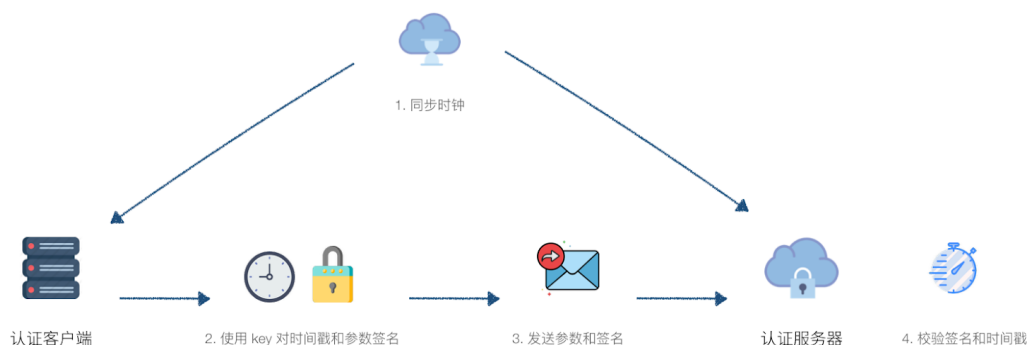 1. 同步时钟
认证客户端
2. 使用 key 对时间戳和参数签名
3. 发送参数和签名
认证服务器
4. 校验签名和时间戳